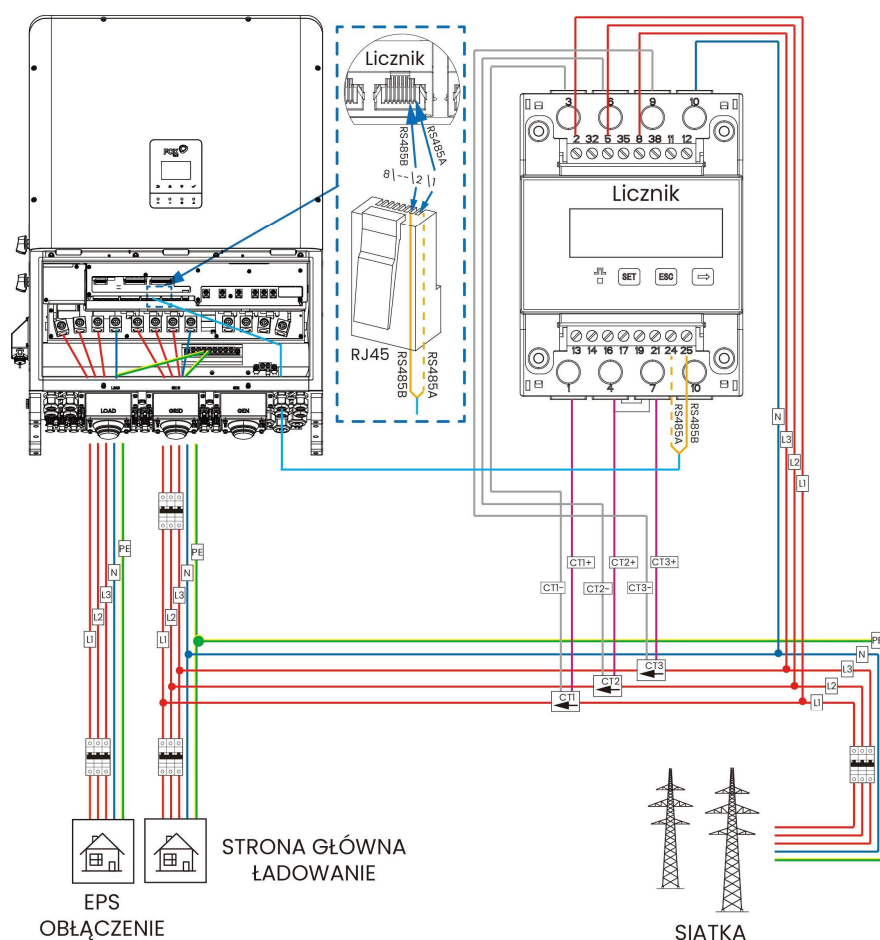 Licznik
RS485B
RS485A
8
2
1
RJ45
RS485B
RS485A
3
6
9
10
2 32 5 35 8 38 11 12
Licznik
SET
ESC
13 14 16 17 19 21 24 25
1
4
7
10
RS485A
RS485B
LOAD
GRID
LOAD
GRID
GEN
N
L3
L2
L1
PE
N
L3
L2
L1
PE
N
L3
L2
L1
CT1+
CT2+
CT3+
CT1-
CT2-
CT3-
PE
N
CT3
L3
CT2
L2
CT1
L1
STRONA GŁÓWNA
ŁADOWANIE
EPS
OBŁĄCZENIE
SIATKA